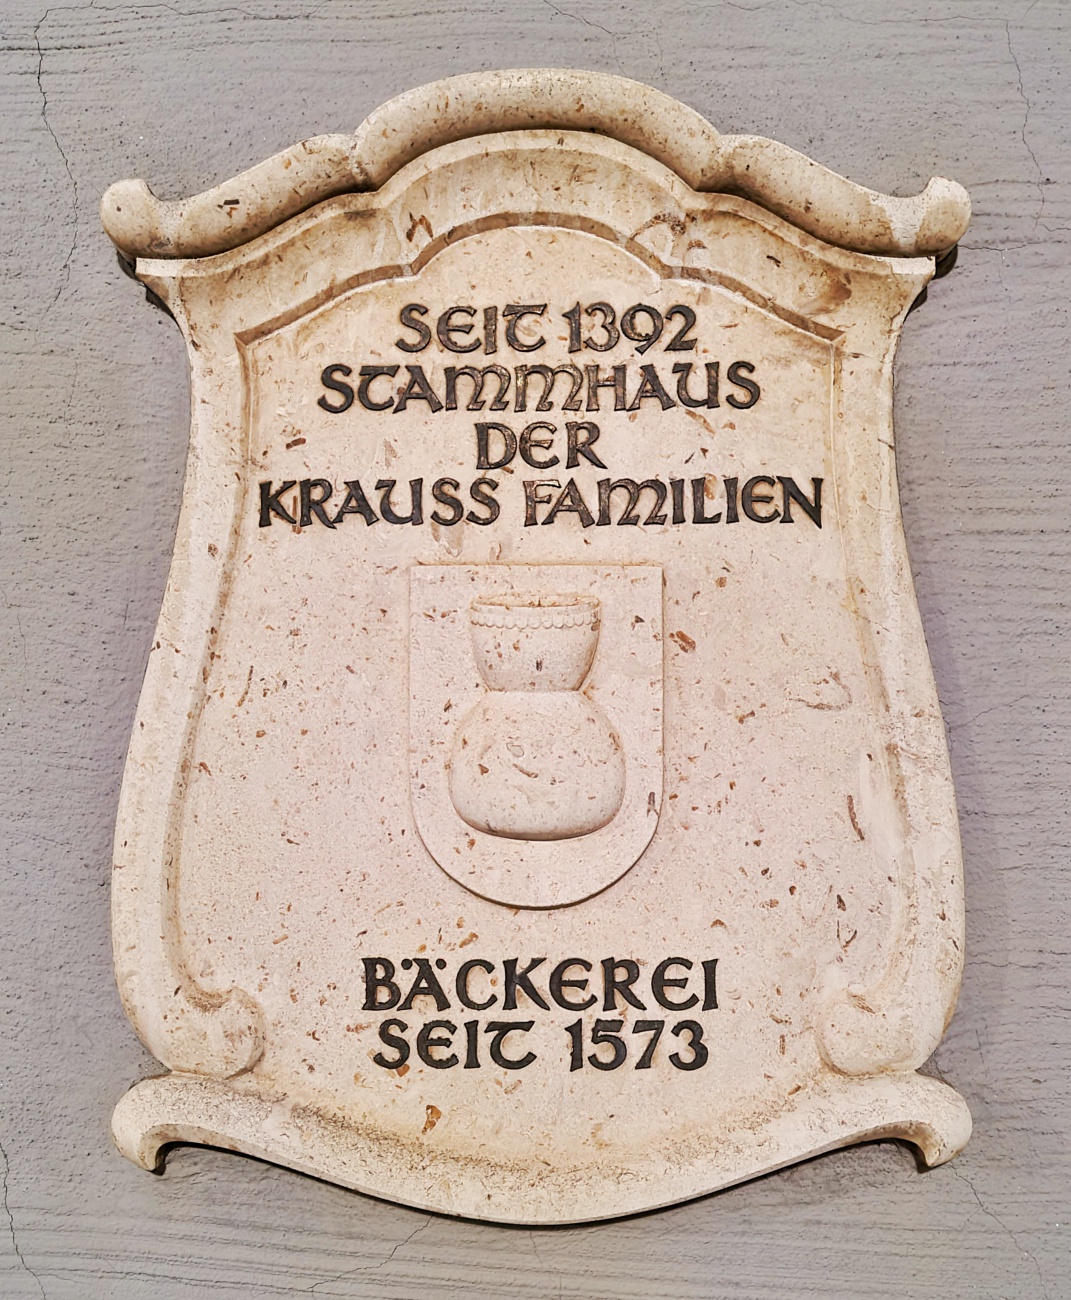 SEIT 1392
STAMMHAUS
DER
KRAUSS FAMILIEN
BÄCKEREI
SEIT 1573